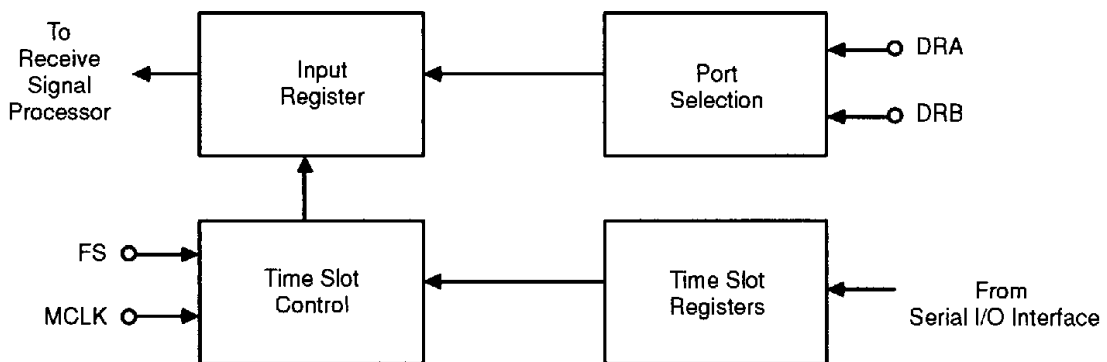 To
Receive
Signal
Processor
Input
Register
Port
Selection
DRA
DRB
FS
MCLK
Time Slot
Control
Time Slot
Registers
From
Serial I/O Interface